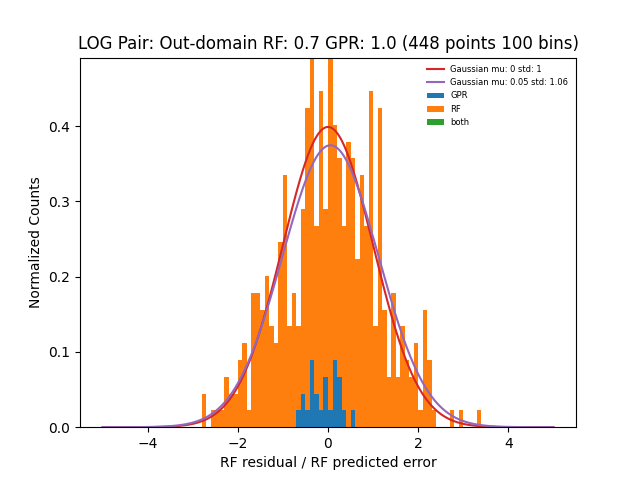 LOG Pair: Out-domain RF: 0.7 GPR: 1.0 (448 points 100 bins)
Gaussian mu: 0 std: 1
Gaussian mu: 0.05 std: 1.06
GPR
RF
both
Normalized Counts
0.4
0.3
0.2
0.1
0.0
−4
−2
0
2
4
RF residual / RF predicted error